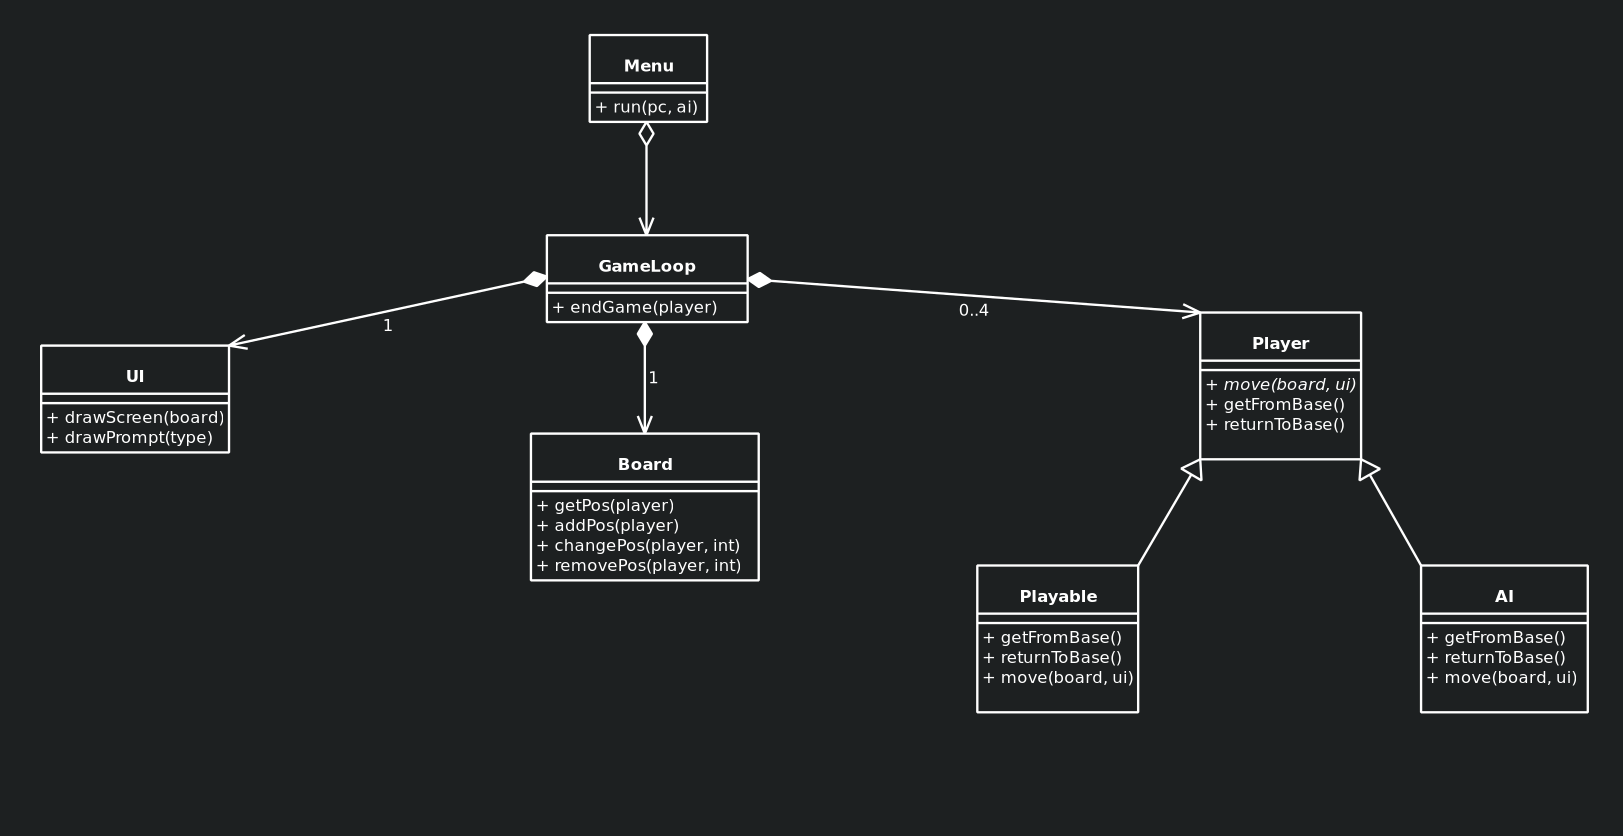 Menu
+ run(pc, ai)
GameLoop
+ endGame(player)
1
0..4
UI
+ drawScreen(board)
+ drawPrompt(type)
1
Board
+ getPos(player)
+ addPos(player)
+ changePos(player, int)
+ removePos(player, int)
Player
+ move(board, ui)
+ getFromBase()
+ returnToBase()
Playable
+ getFromBase()
+ returnToBase()
+ move(board, ui)
AI
+ getFromBase()
+ returnToBase()
+ move(board, ui)